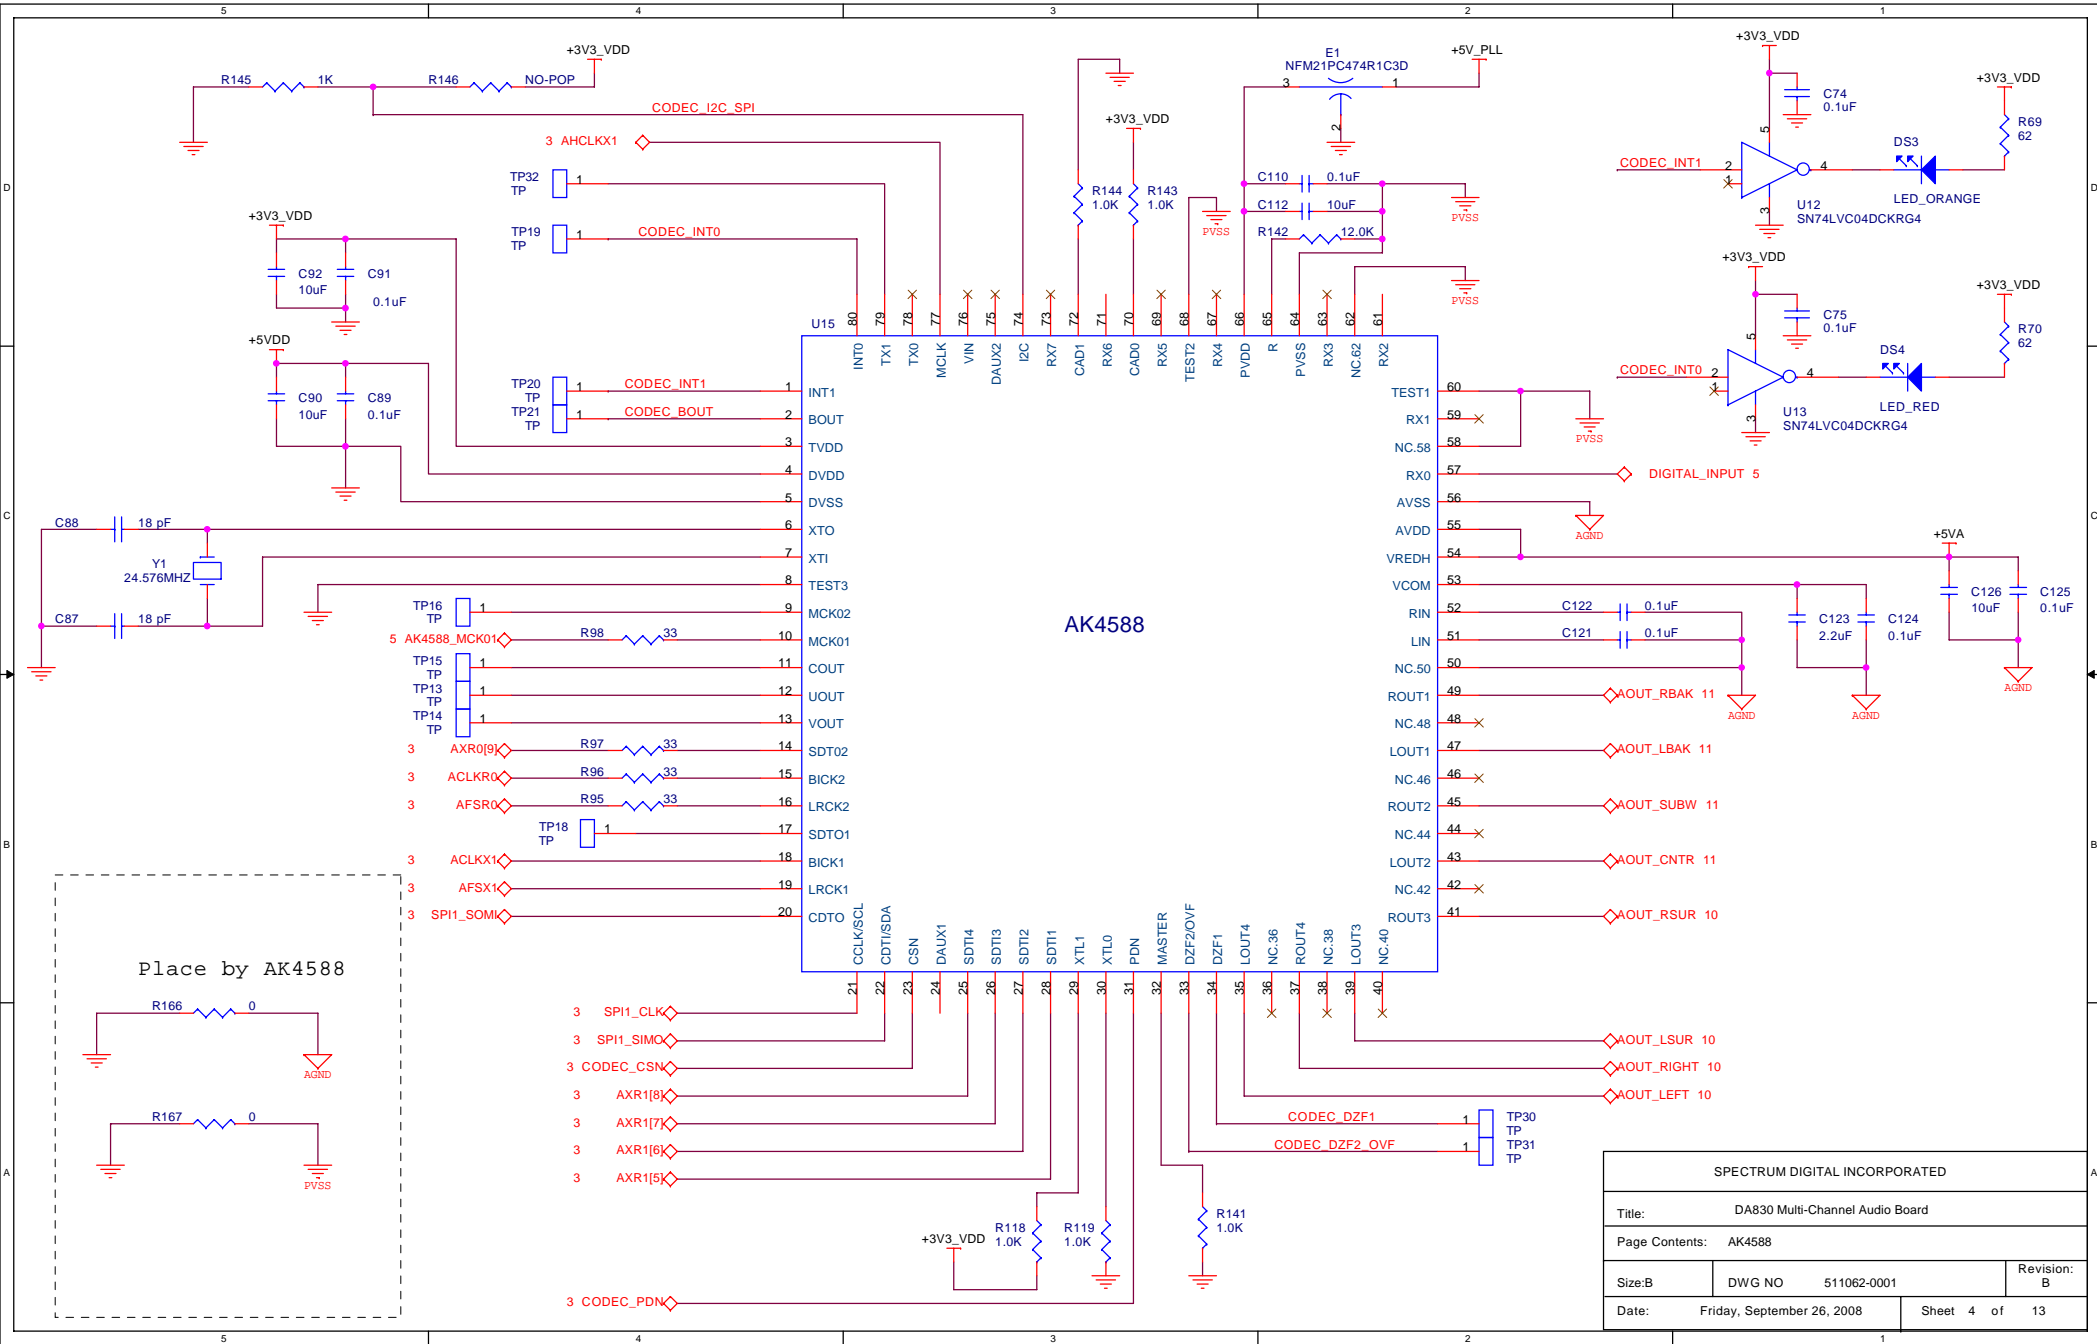 5 4 3 2 1
+3V3_VDD
R145 1K R146 NO-POP
CODEC_I2C_SPI
3 AHCLKX1
TP32 1
TP
TP19 1 CODEC_INT0
TP
+3V3_VDD
C92 C91
10uF 0.1uF
+5VDD
C90 C89
10uF 0.1uF
TP20 1 CODEC_INT1
TP
TP21 1 CODEC_BOUT
TP
C88 18 pF
Y1
24.576MHZ
C87 18 pF
TP16 1
TP
5 AK4588_MCK01 R98 33
TP15 1
TP
TP13 1
TP
TP14 1
TP
3 AXR0[9] R97 33
3 ACLKR0 R96 33
3 AFSR0 R95 33
TP18 1
TP
3 ACLKX1
3 AFSX1
3 SPI1_SOMI
+3V3_VDD
R144 R143
1.0K 1.0K
E1
NFM21PC474R1C3D
3 1
2
+5V_PLL
C110 0.1uF
C112 10uF
R142 12.0K
PVSS
PVSS
PVSS
+3V3_VDD
C74
0.1uF
+3V3_VDD
R69
62
DS3
LED_ORANGE
CODEC_INT1 2 4
1
5
3
U12
SN74LVC04DCKRG4
+3V3_VDD
C75
0.1uF
+3V3_VDD
R70
62
DS4
LED_RED
CODEC_INT0 2 4
1
5
3
U13
SN74LVC04DCKRG4
U15
80 79 78 77 76 75 74 73 72 71 70 69 68 67 66 65 64 63 62 61
INT0 TX1 TX0 MCLK VIN DAUX2 I2C RX7 CAD1 RX6 CAD0 RX5 TEST2 RX4 PVDD R PVSS RX3 NC.62 RX2
1 INT1
2 BOUT
3 TVDD
4 DVDD
5 DVSS
6 XTO
7 XTI
8 TEST3
9 MCK02
10 MCK01
11 COUT
12 UOUT
13 VOUT
14 SDT02
15 BICK2
16 LRCK2
17 SDTO1
18 BICK1
19 LRCK1
20 CDTO
AK4588
TEST1 60
RX1 59
NC.58 58
RX0 57
AVSS 56
AVDD 55
VREDH 54
VCOM 53
RIN 52
LIN 51
NC.50 50
ROUT1 49
NC.48 48
LOUT1 47
NC.46 46
ROUT2 45
NC.44 44
LOUT2 43
NC.42 42
ROUT3 41
CCLK/SCL CDTI/SDA CSN DAUX1 SDTI4 SDTI3 SDTI2 SDTI1 XTL1 XTL0 PDN MASTER DZF2/OVF DZF1 LOUT4 NC.36 ROUT4 NC.38 LOUT3 NC.40
21 22 23 24 25 26 27 28 29 30 31 32 33 34 35 36 37 38 39 40
PVSS
DIGITAL_INPUT 5
AGND
+5VA
C126 C125
10uF 0.1uF
AGND
C122 0.1uF
C121 0.1uF
C123 C124
2.2uF 0.1uF
AGND
AGND
AOUT_RBAK 11
AOUT_LBAK 11
AOUT_SUBW 11
AOUT_CNTR 11
AOUT_RSUR 10
AOUT_LSUR 10
AOUT_RIGHT 10
AOUT_LEFT 10
CODEC_DZF1 1 TP30
TP
CODEC_DZF2_OVF 1 TP31
TP
3 SPI1_CLK
3 SPI1_SIMO
3 CODEC_CSN
3 AXR1[8]
3 AXR1[7]
3 AXR1[6]
3 AXR1[5]
+3V3_VDD
R118 R119
1.0K 1.0K
R141
1.0K
3 CODEC_PDN
Place by AK4588
R166 0
AGND
R167 0
PVSS
D
C
B
A
D
C
B
A
SPECTRUM DIGITAL INCORPORATED
Title: DA830 Multi-Channel Audio Board
Page Contents: AK4588
Size:B DWG NO 511062-0001 Revision:
B
Date: Friday, September 26, 2008 Sheet 4 of 13
5 4 3 2 1